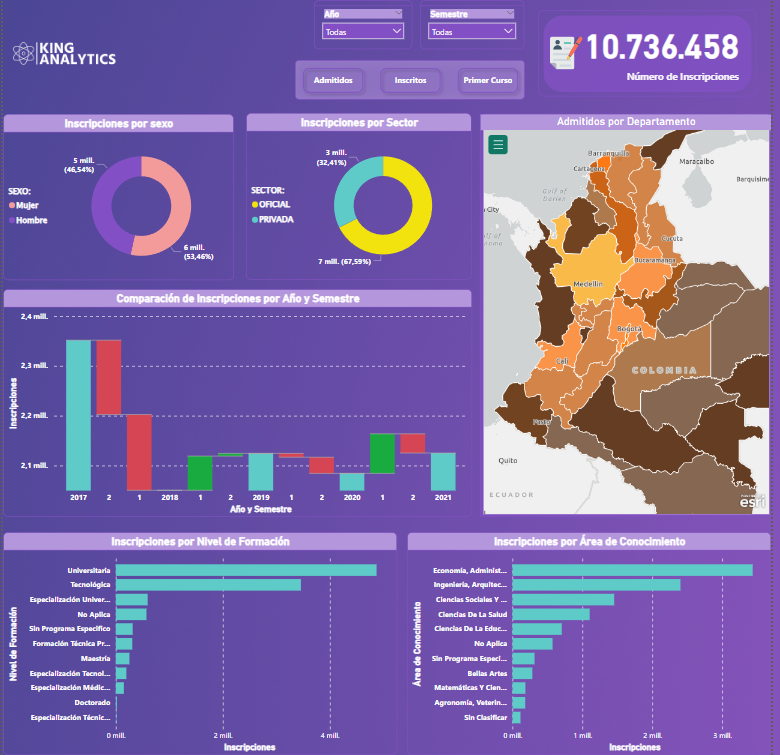 KING
ANALYTICS
Año
Todas
Semestre
Todas
Admitidos
Inscritos
Primer Curso
10.736.458
Número de Inscripciones
Inscripciones por sexo
5 mill.
(46,54%)
SEXO:
Mujer
Hombre
6 mill.
(53,46%)
Inscripciones por Sector
3 mill.
(32,41%)
SECTOR:
OFICIAL
PRIVADA
7 mill. (67,59%)
Admitidos por Departamento
Barranquilla
Cartagena
Maracaibo
Barquisime
Gulf of
Darien
Cúcuta
Bucaramanga
Medellín
Bogotá
COLOMBIA
Cali
Pasto
Quito
ECUADOR
esri
Comparación de Inscripciones por Año y Semestre
Inscripciones
2,4 mill.
2,3 mill.
2,2 mill.
2,1 mill.
2017 2 2018 1 2 2019 1 2 2020 1 2 2021
Año y Semestre
Inscripciones por Nivel de Formación
Nivel de Formación
Universitaria
Tecnológica
Especialización Univer...
No Aplica
Sin Programa Específico
Formación Técnica Pr...
Maestría
Especialización Tecnol...
Especialización Médic...
Doctorado
Especialización Técnic...
0 mill. 2 mill. 4 mill.
Inscripciones
Inscripciones por Área de Conocimiento
Área de Conocimiento
Economía, Administ...
Ingeniería, Arquitec...
Ciencias Sociales Y ...
Ciencias De La Salud
Ciencias De La Educ...
No Aplica
Sin Programa Especí...
Bellas Artes
Matemáticas Y Cien...
Agronomía, Veterin...
Sin Clasificar
0 mill. 1 mill. 2 mill. 3 mill.
Inscripciones